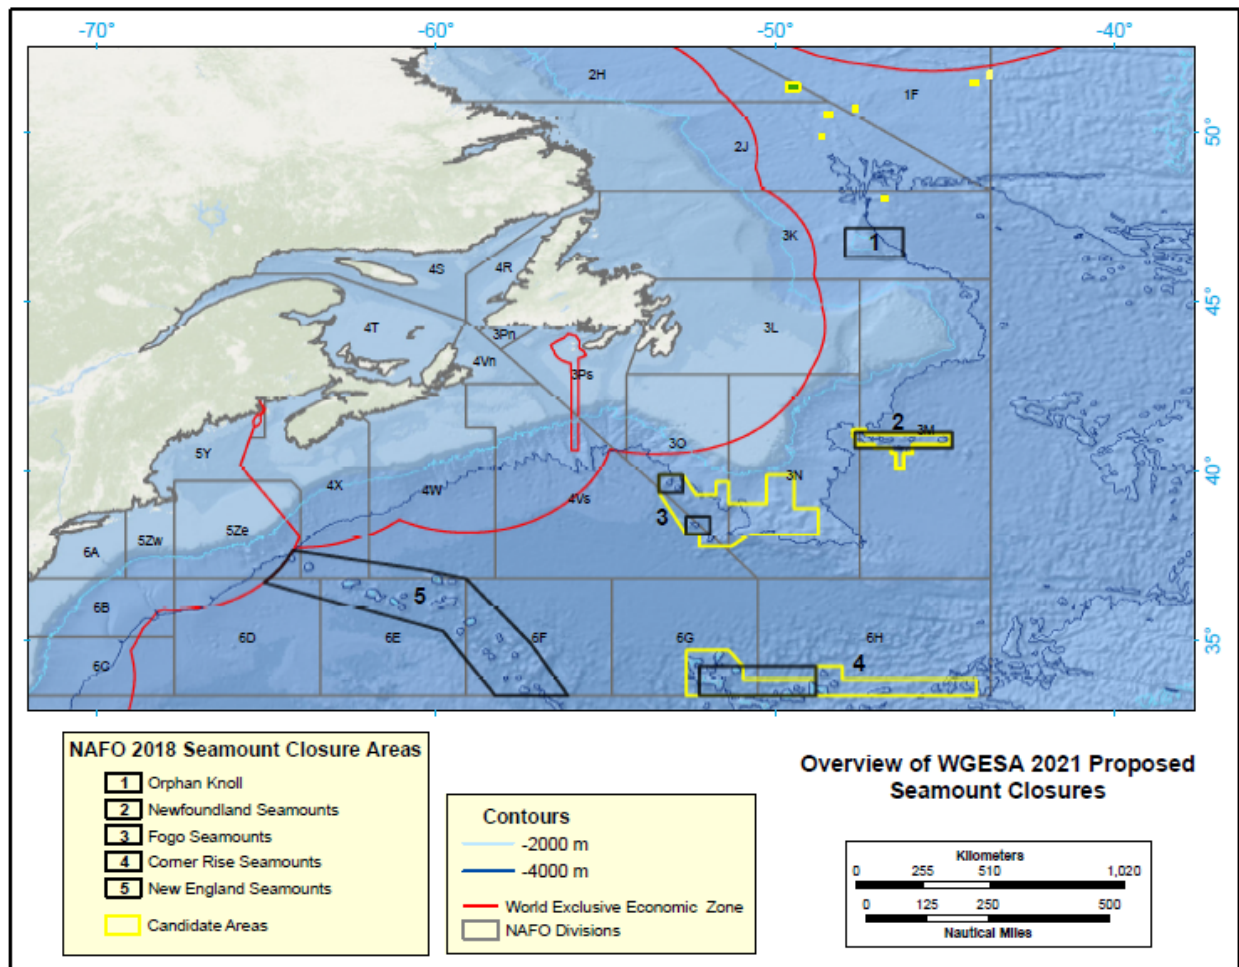 -70° -60° -50° -40°
2H
1F
50° 50°
2J
3K
1
4S
4R
45° 45°
4T
3L
3Pn
4Vn
3Ps
2
3M
5Y
3O
40° 40°
3N
4X
4W
4Vs
3
5Ze
5Zw
6A
5
6B
6D
6E
6F
6G
6H
35° 35°
4
NAFO 2018 Seamount Closure Areas
1 Orphan Knoll
2 Newfoundland Seamounts
3 Fogo Seamounts
4 Corner Rise Seamounts
5 New England Seamounts
Candidate Areas
Contours
-2000 m
-4000 m
World Exclusive Economic Zone
NAFO Divisions
Overview of WGESA 2021 Proposed
Seamount Closures
Kilometers
0 255 510 1,020
0 125 250 500
Nautical Miles